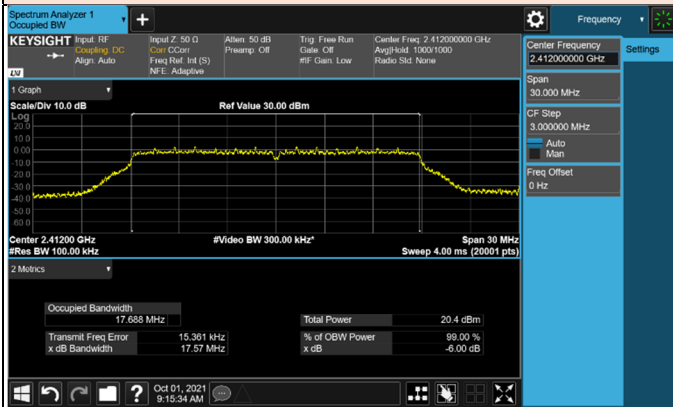 Spectrum Analyzer 1
Occupied BW
Frequency
KEYSIGHT
Input: RF
Coupling: DC
Align: Auto
Input Z: 50 Ω
Corr CCorr
Freq Ref: Int (S)
NFE: Adaptive
Atten: 50 dB
Preamp: Off
Trig: Free Run
Gate: Off
#IF Gain: Low
Center Freq: 2.412000000 GHz
Avg|Hold: 1000/1000
Radio Std: None
LXI
Center Frequency
2.412000000 GHz
Settings
Span
30.000 MHz
CF Step
3.000000 MHz
Auto
Man
Freq Offset
0 Hz
1 Graph
Scale/Div 10.0 dB
Ref Value 30.00 dBm
Log
20.0
10.0
0.00
-10.0
-20.0
-30.0
-40.0
-50.0
-60.0
Center 2.41200 GHz
#Video BW 300.00 kHz*
Span 30 MHz
#Res BW 100.00 kHz
Sweep 4.00 ms (20001 pts)
2 Metrics
Occupied Bandwidth
17.688 MHz
Total Power 20.4 dBm
Transmit Freq Error 15.361 kHz
% of OBW Power 99.00 %
x dB Bandwidth 17.57 MHz
x dB -6.00 dB
?
Oct 01, 2021
9:15:34 AM